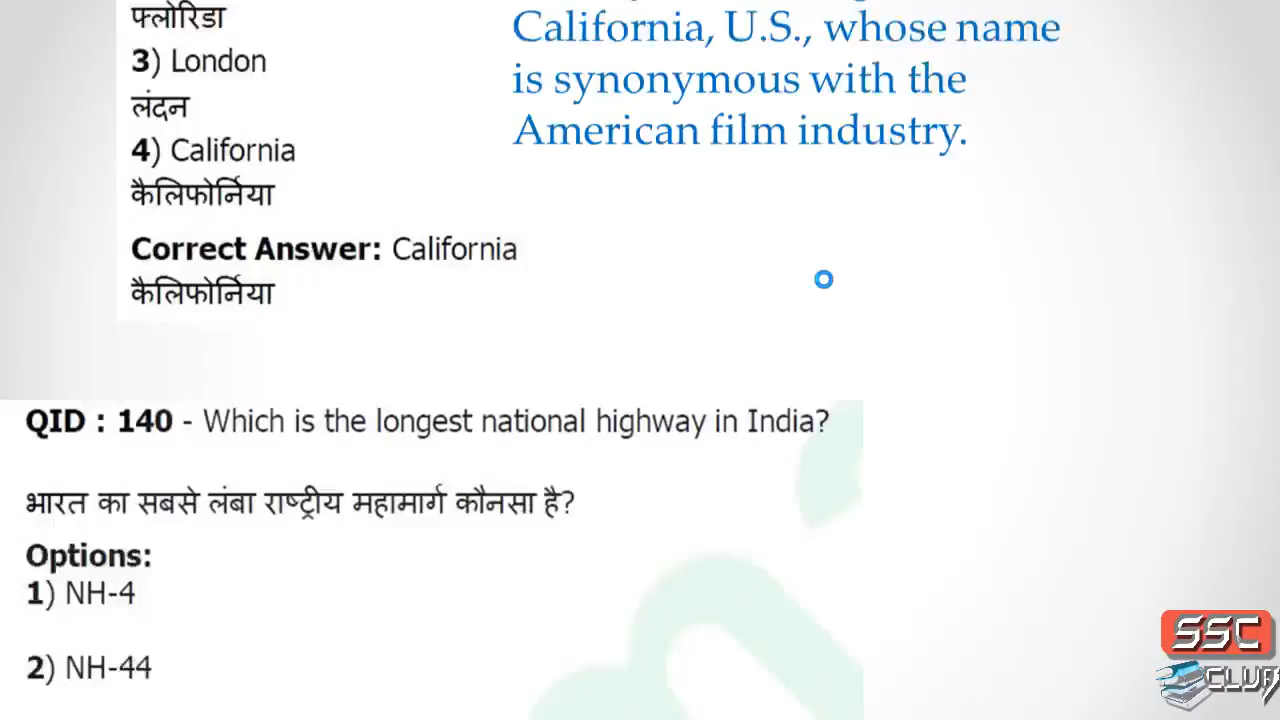 फ्लोरिडा
3) London
लंदन
4) California
कैलिफोर्निया
Correct Answer: California
कैलिफोर्निया
California, U.S., whose name
is synonymous with the
American film industry.
QID : 140 - Which is the longest national highway in India?
भारत का सबसे लंबा राष्ट्रीय महामार्ग कौनसा है?
Options:
1) NH-4
2) NH-44
SSC
CLUB